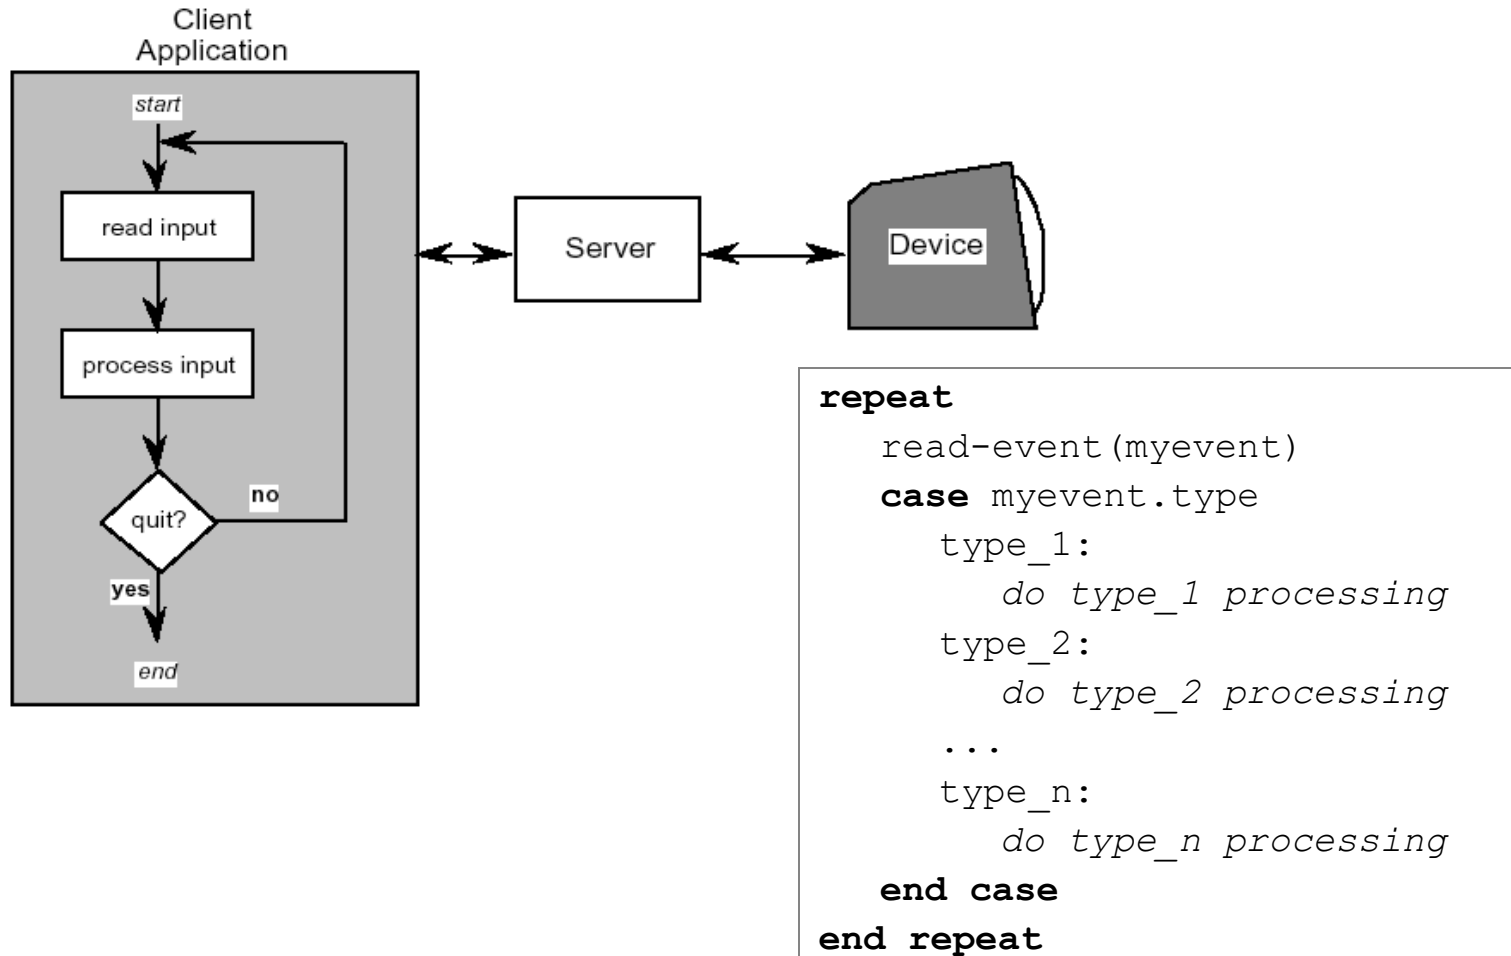 Client
Application
start
read input
process input
quit?
no
yes
end
Server
Device
repeat
read-event(myevent)
case myevent.type
type_1:
do type_1 processing
type_2:
do type_2 processing
...
type_n:
do type_n processing
end case
end repeat